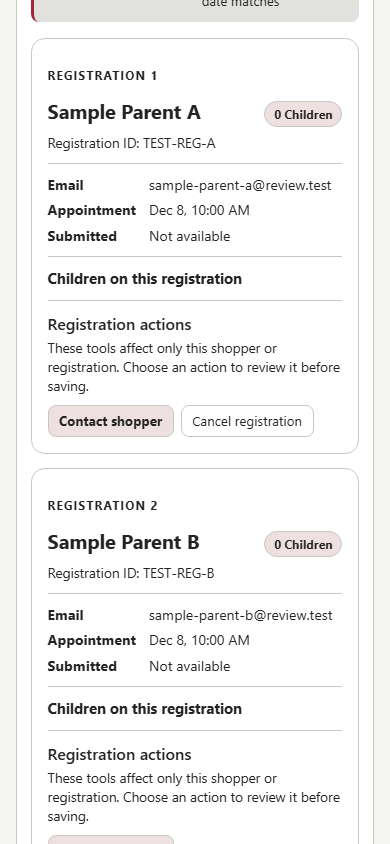 date matches
REGISTRATION 1
Sample Parent A
0 Children
Registration ID: TEST-REG-A
Email sample-parent-a@review.test
Appointment Dec 8, 10:00 AM
Submitted Not available
Children on this registration
Registration actions
These tools affect only this shopper or
registration. Choose an action to review it before
saving.
Contact shopper
Cancel registration
REGISTRATION 2
Sample Parent B
0 Children
Registration ID: TEST-REG-B
Email sample-parent-b@review.test
Appointment Dec 8, 10:00 AM
Submitted Not available
Children on this registration
Registration actions
These tools affect only this shopper or
registration. Choose an action to review it before
saving.